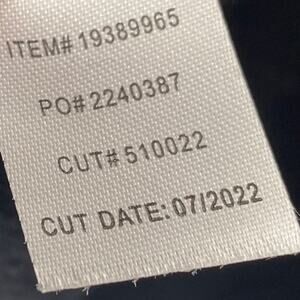 ITEM# 19389965
PO# 2240387
CUT# 510022
CUT DATE: 07/2022